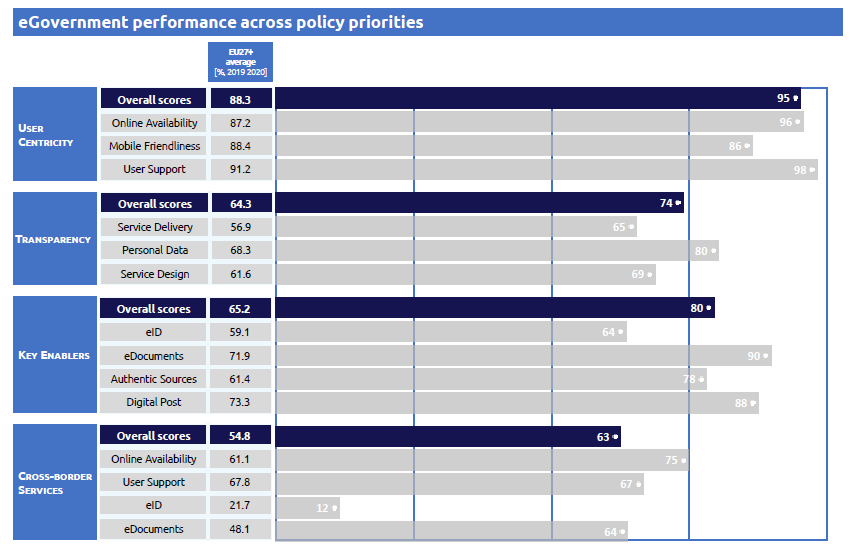 eGovernment performance across policy priorities
EU27+
average
[%, 2019 2020]
USER
CENTRICITY
Overall scores 88.3 95
Online Availability 87.2 96
Mobile Friendliness 88.4 86
User Support 91.2 98
TRANSPARENCY
Overall scores 64.3 74
Service Delivery 56.9 65
Personal Data 68.3 80
Service Design 61.6 69
KEY ENABLERS
Overall scores 65.2 80
eID 59.1 64
eDocuments 71.9 90
Authentic Sources 61.4 78
Digital Post 73.3 88
CROSS-BORDER
SERVICES
Overall scores 54.8 63
Online Availability 61.1 75
User Support 67.8 67
eID 21.7 12
eDocuments 48.1 64